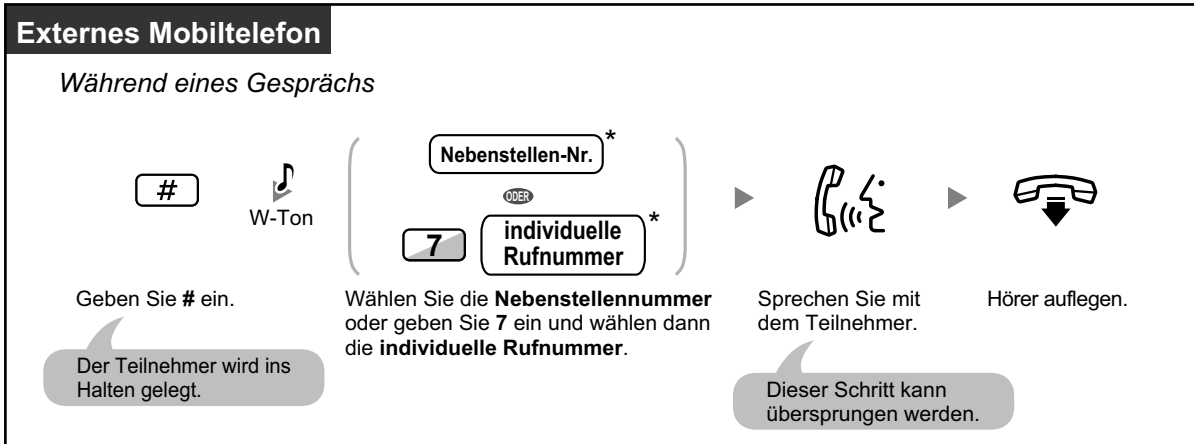 Externes Mobiltelefon
Während eines Gesprächs
#
W-Ton
Nebenstellen-Nr.*
ODER
7
individuelle
Rufnummer*
Geben Sie # ein.
Der Teilnehmer wird ins
Halten gelegt.
Wählen Sie die Nebenstellennummer
oder geben Sie 7 ein und wählen dann
die individuelle Rufnummer.
Sprechen Sie mit
dem Teilnehmer.
Dieser Schritt kann
übersprungen werden.
Hörer auflegen.